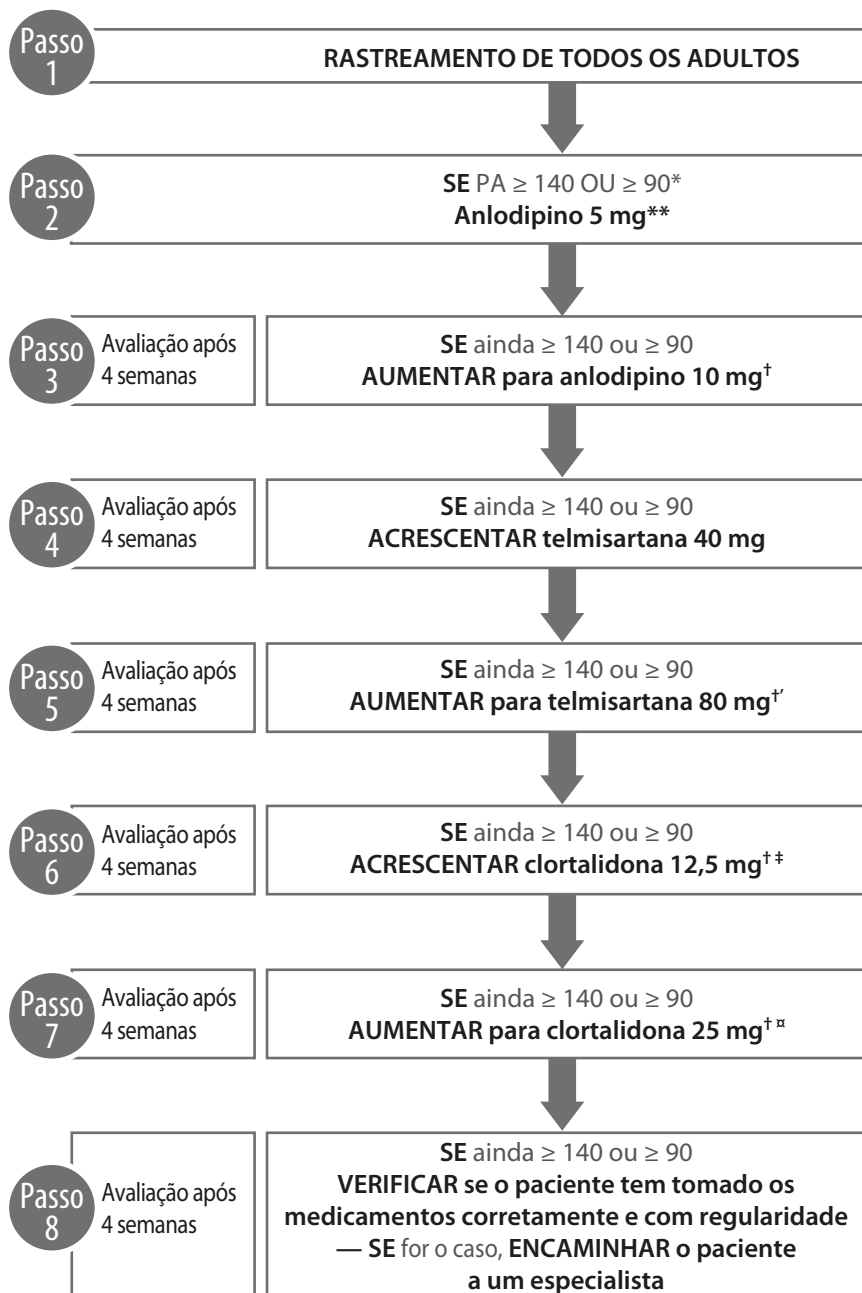 Passo
1
RASTREAMENTO DE TODOS OS ADULTOS
Passo
2
SE PA ≥ 140 OU ≥ 90*
Anlodipino 5 mg**
Passo
3
Avaliação após
4 semanas
SE ainda ≥ 140 ou ≥ 90
AUMENTAR para anlodipino 10 mg†
Passo
4
Avaliação após
4 semanas
SE ainda ≥ 140 ou ≥ 90
ACRESCENTAR telmisartana 40 mg
Passo
5
Avaliação após
4 semanas
SE ainda ≥ 140 ou ≥ 90
AUMENTAR para telmisartana 80 mg†′
Passo
6
Avaliação após
4 semanas
SE ainda ≥ 140 ou ≥ 90
ACRESCENTAR clortalidona 12,5 mg† ‡
Passo
7
Avaliação após
4 semanas
SE ainda ≥ 140 ou ≥ 90
AUMENTAR para clortalidona 25 mg† ¤
Passo
8
Avaliação após
4 semanas
SE ainda ≥ 140 ou ≥ 90
VERIFICAR se o paciente tem tomado os
medicamentos corretamente e com regularidade
— SE for o caso, ENCAMINHAR o paciente
a um especialista